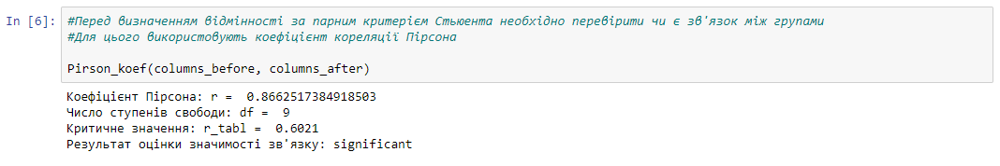 In [6]: #Перед визначенням відмінності за парним критерієм Стьюента необхідно перевірити чи є зв'язок між групами
#Для цього використовують коефіцієнт кореляції Пірсона
Pirson_koef(columns_before, columns_after)
Коефіцієнт Пірсона: r =  0.8662517384918503
Число ступенів свободи: df =  9
Критичне значення: r_tabl =  0.6021
Результат оцінки значимості зв'язку: significant